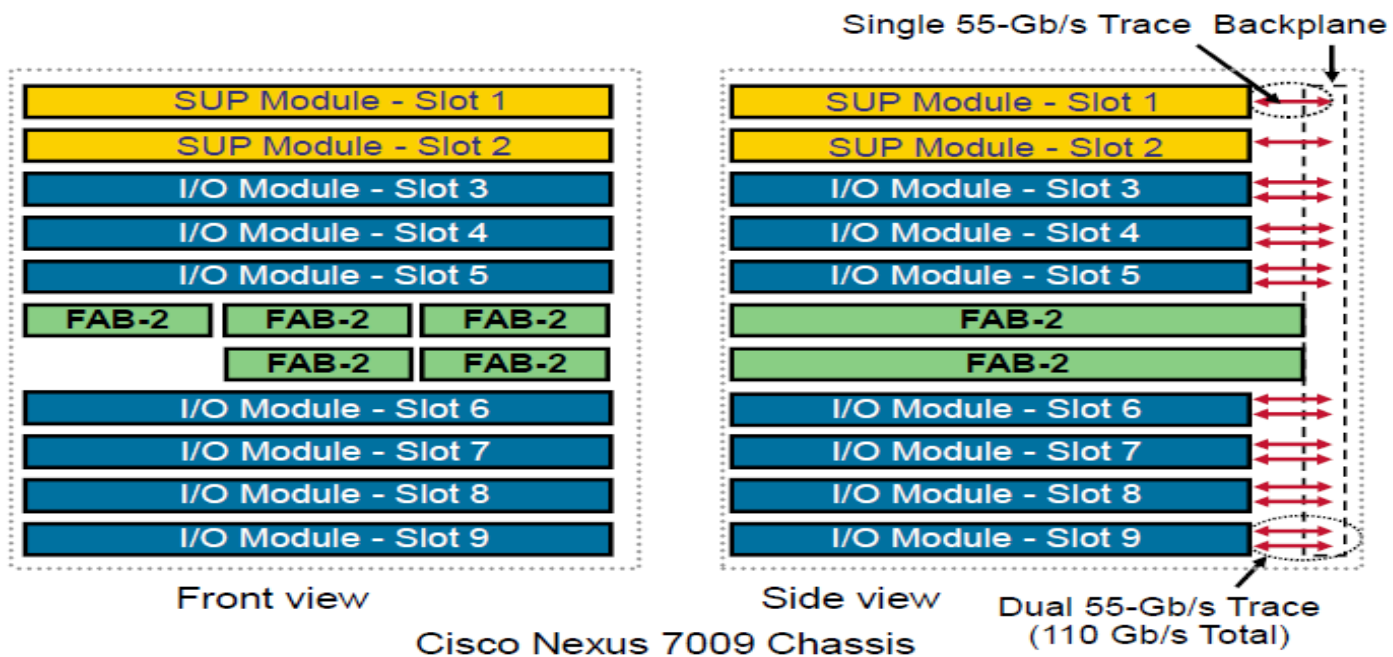 Single 55-Gb/s Trace Backplane
SUP Module - Slot 1
SUP Module - Slot 2
I/O Module - Slot 3
I/O Module - Slot 4
I/O Module - Slot 5
FAB-2 FAB-2 FAB-2
FAB-2 FAB-2
I/O Module - Slot 6
I/O Module - Slot 7
I/O Module - Slot 8
I/O Module - Slot 9
Front view
SUP Module - Slot 1
SUP Module - Slot 2
I/O Module - Slot 3
I/O Module - Slot 4
I/O Module - Slot 5
FAB-2
FAB-2
I/O Module - Slot 6
I/O Module - Slot 7
I/O Module - Slot 8
I/O Module - Slot 9
Side view
Dual 55-Gb/s Trace
(110 Gb/s Total)
Cisco Nexus 7009 Chassis